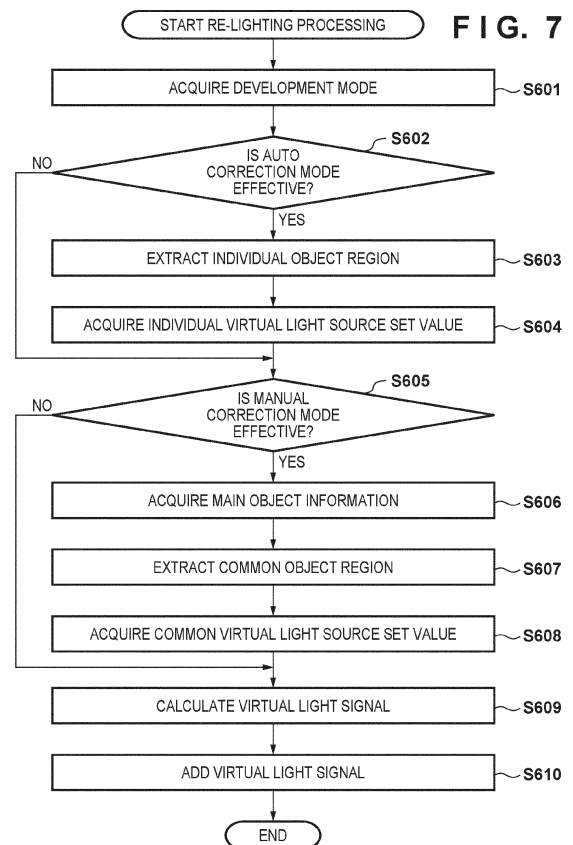 START RE-LIGHTING PROCESSING
FIG. 7
ACQUIRE DEVELOPMENT MODE
S601
S602
NO
IS AUTO
CORRECTION MODE
EFFECTIVE?
YES
EXTRACT INDIVIDUAL OBJECT REGION
S603
ACQUIRE INDIVIDUAL VIRTUAL LIGHT SOURCE SET VALUE
S604
S605
NO
IS MANUAL
CORRECTION MODE
EFFECTIVE?
YES
ACQUIRE MAIN OBJECT INFORMATION
S606
EXTRACT COMMON OBJECT REGION
S607
ACQUIRE COMMON VIRTUAL LIGHT SOURCE SET VALUE
S608
CALCULATE VIRTUAL LIGHT SIGNAL
S609
ADD VIRTUAL LIGHT SIGNAL
S610
END